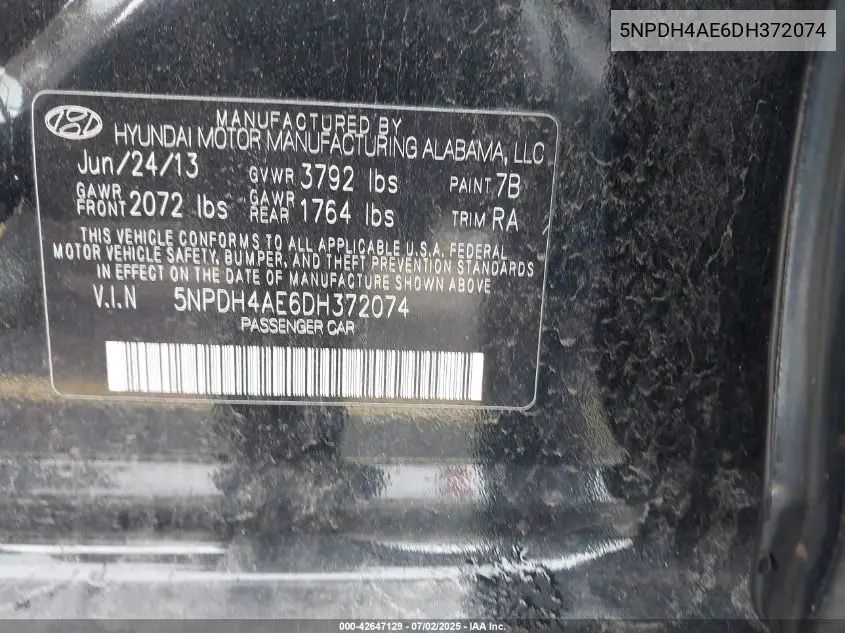 5NPDH4AE6DH372074
MANUFACTURED BY
HYUNDAI MOTOR MANUFACTURING ALABAMA, LLC
Jun/24/13 GVWR 3792 lbs PAINT 7B
GAWR FRONT 2072 lbs GAWR REAR 1764 lbs TRIM RA
THIS VEHICLE CONFORMS TO ALL APPLICABLE U.S.A. FEDERAL
MOTOR VEHICLE SAFETY, BUMPER, AND THEFT PREVENTION STANDARDS
IN EFFECT ON THE DATE OF MANUFACTURE SHOWN ABOVE
V.I.N 5NPDH4AE6DH372074
PASSENGER CAR
000-42647129 - 07/02/2025 - IAA Inc.